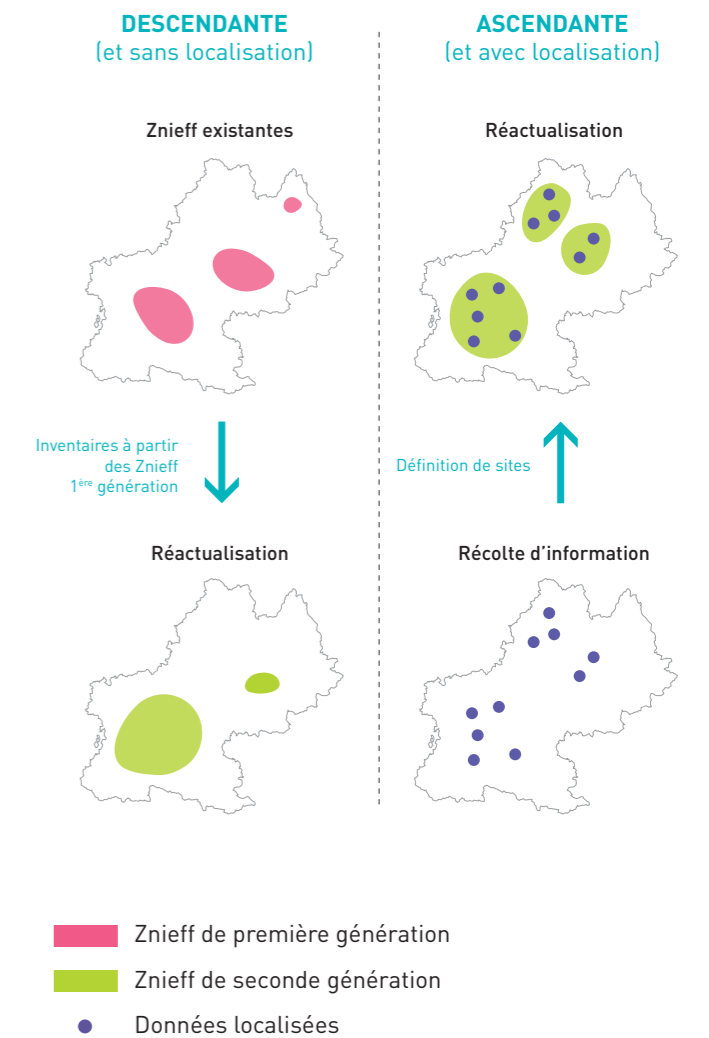 DESCENDANTE
(et sans localisation)
Znieff existantes
Inventaires à partir
des Znieff
1ère génération
Réactualisation
ASCENDANTE
(et avec localisation)
Réactualisation
Définition de sites
Récolte d’information
Znieff de première génération
Znieff de seconde génération
Données localisées